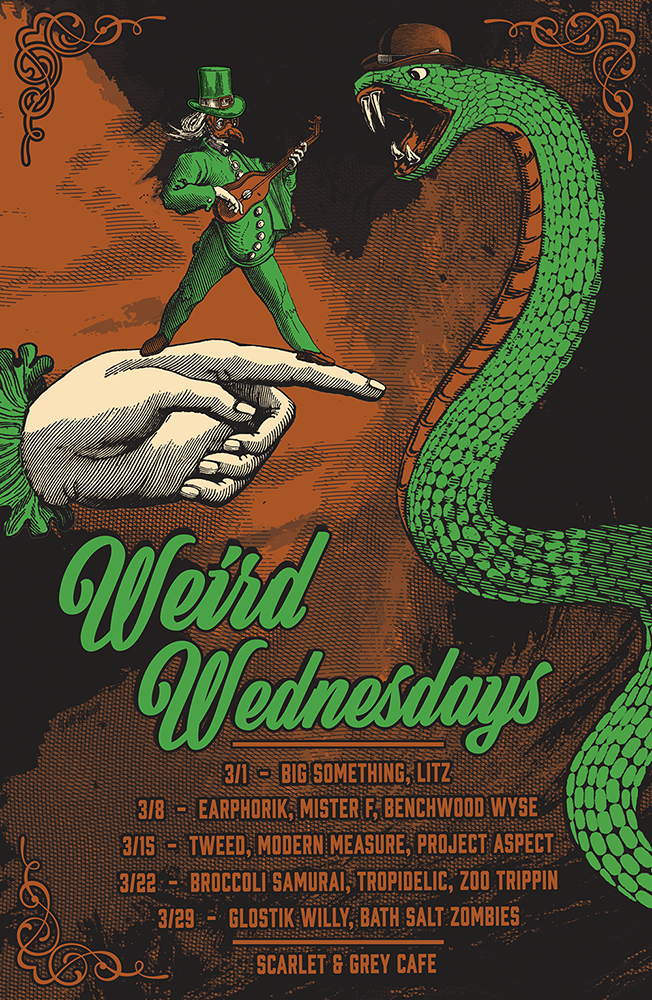 Weird
Wednesdays
3/1 - BIG SOMETHING, LITZ
3/8 - EARPHORIK, MISTER F, BENCHWOOD WYSE
3/15 - TWEED, MODERN MEASURE, PROJECT ASPECT
3/22 - BROCCOLI SAMURAI, TROPIDELIC, ZOO TRIPPIN
3/29 - GLOSTIK WILLY, BATH SALT ZOMBIES
SCARLET & GREY CAFE